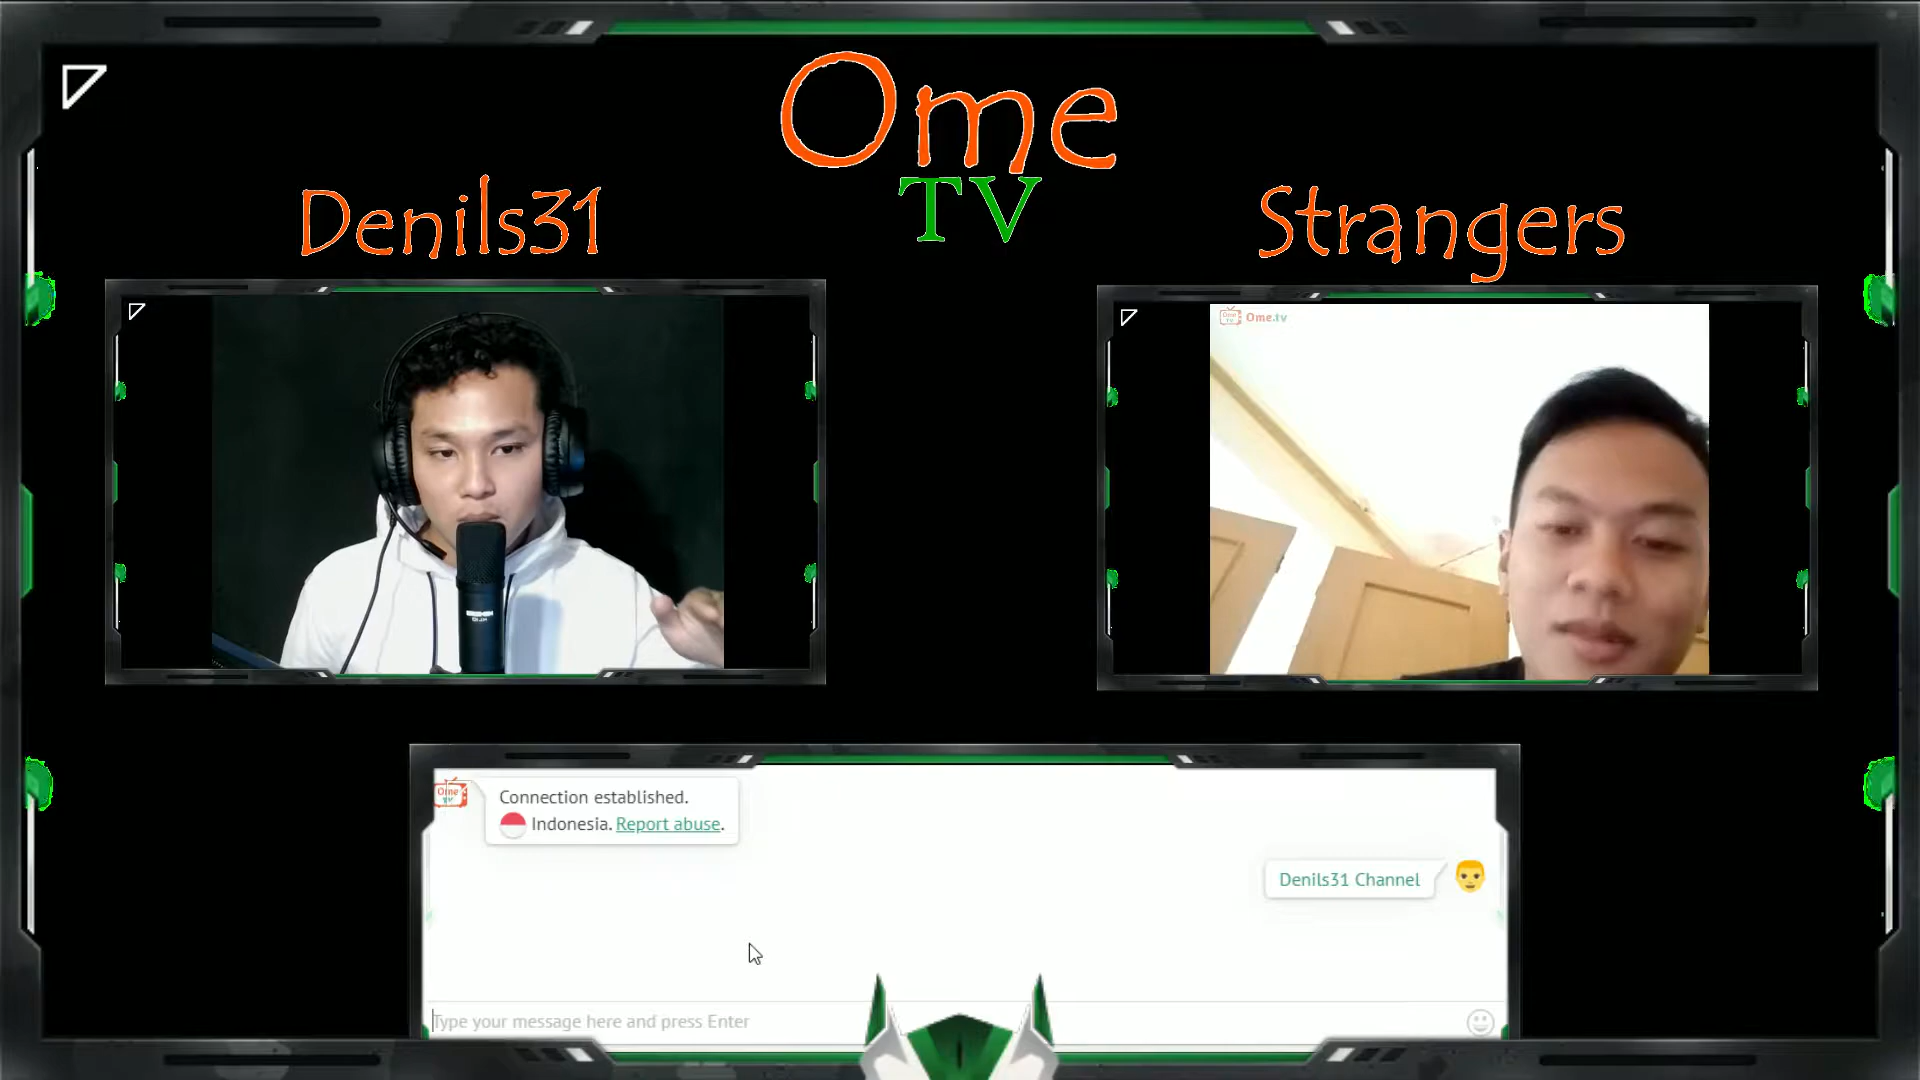 Ome
TV
Denils31
Strangers
Ome.tv
Connection established.
Indonesia. Report abuse.
Denils31 Channel
Type your message here and press Enter